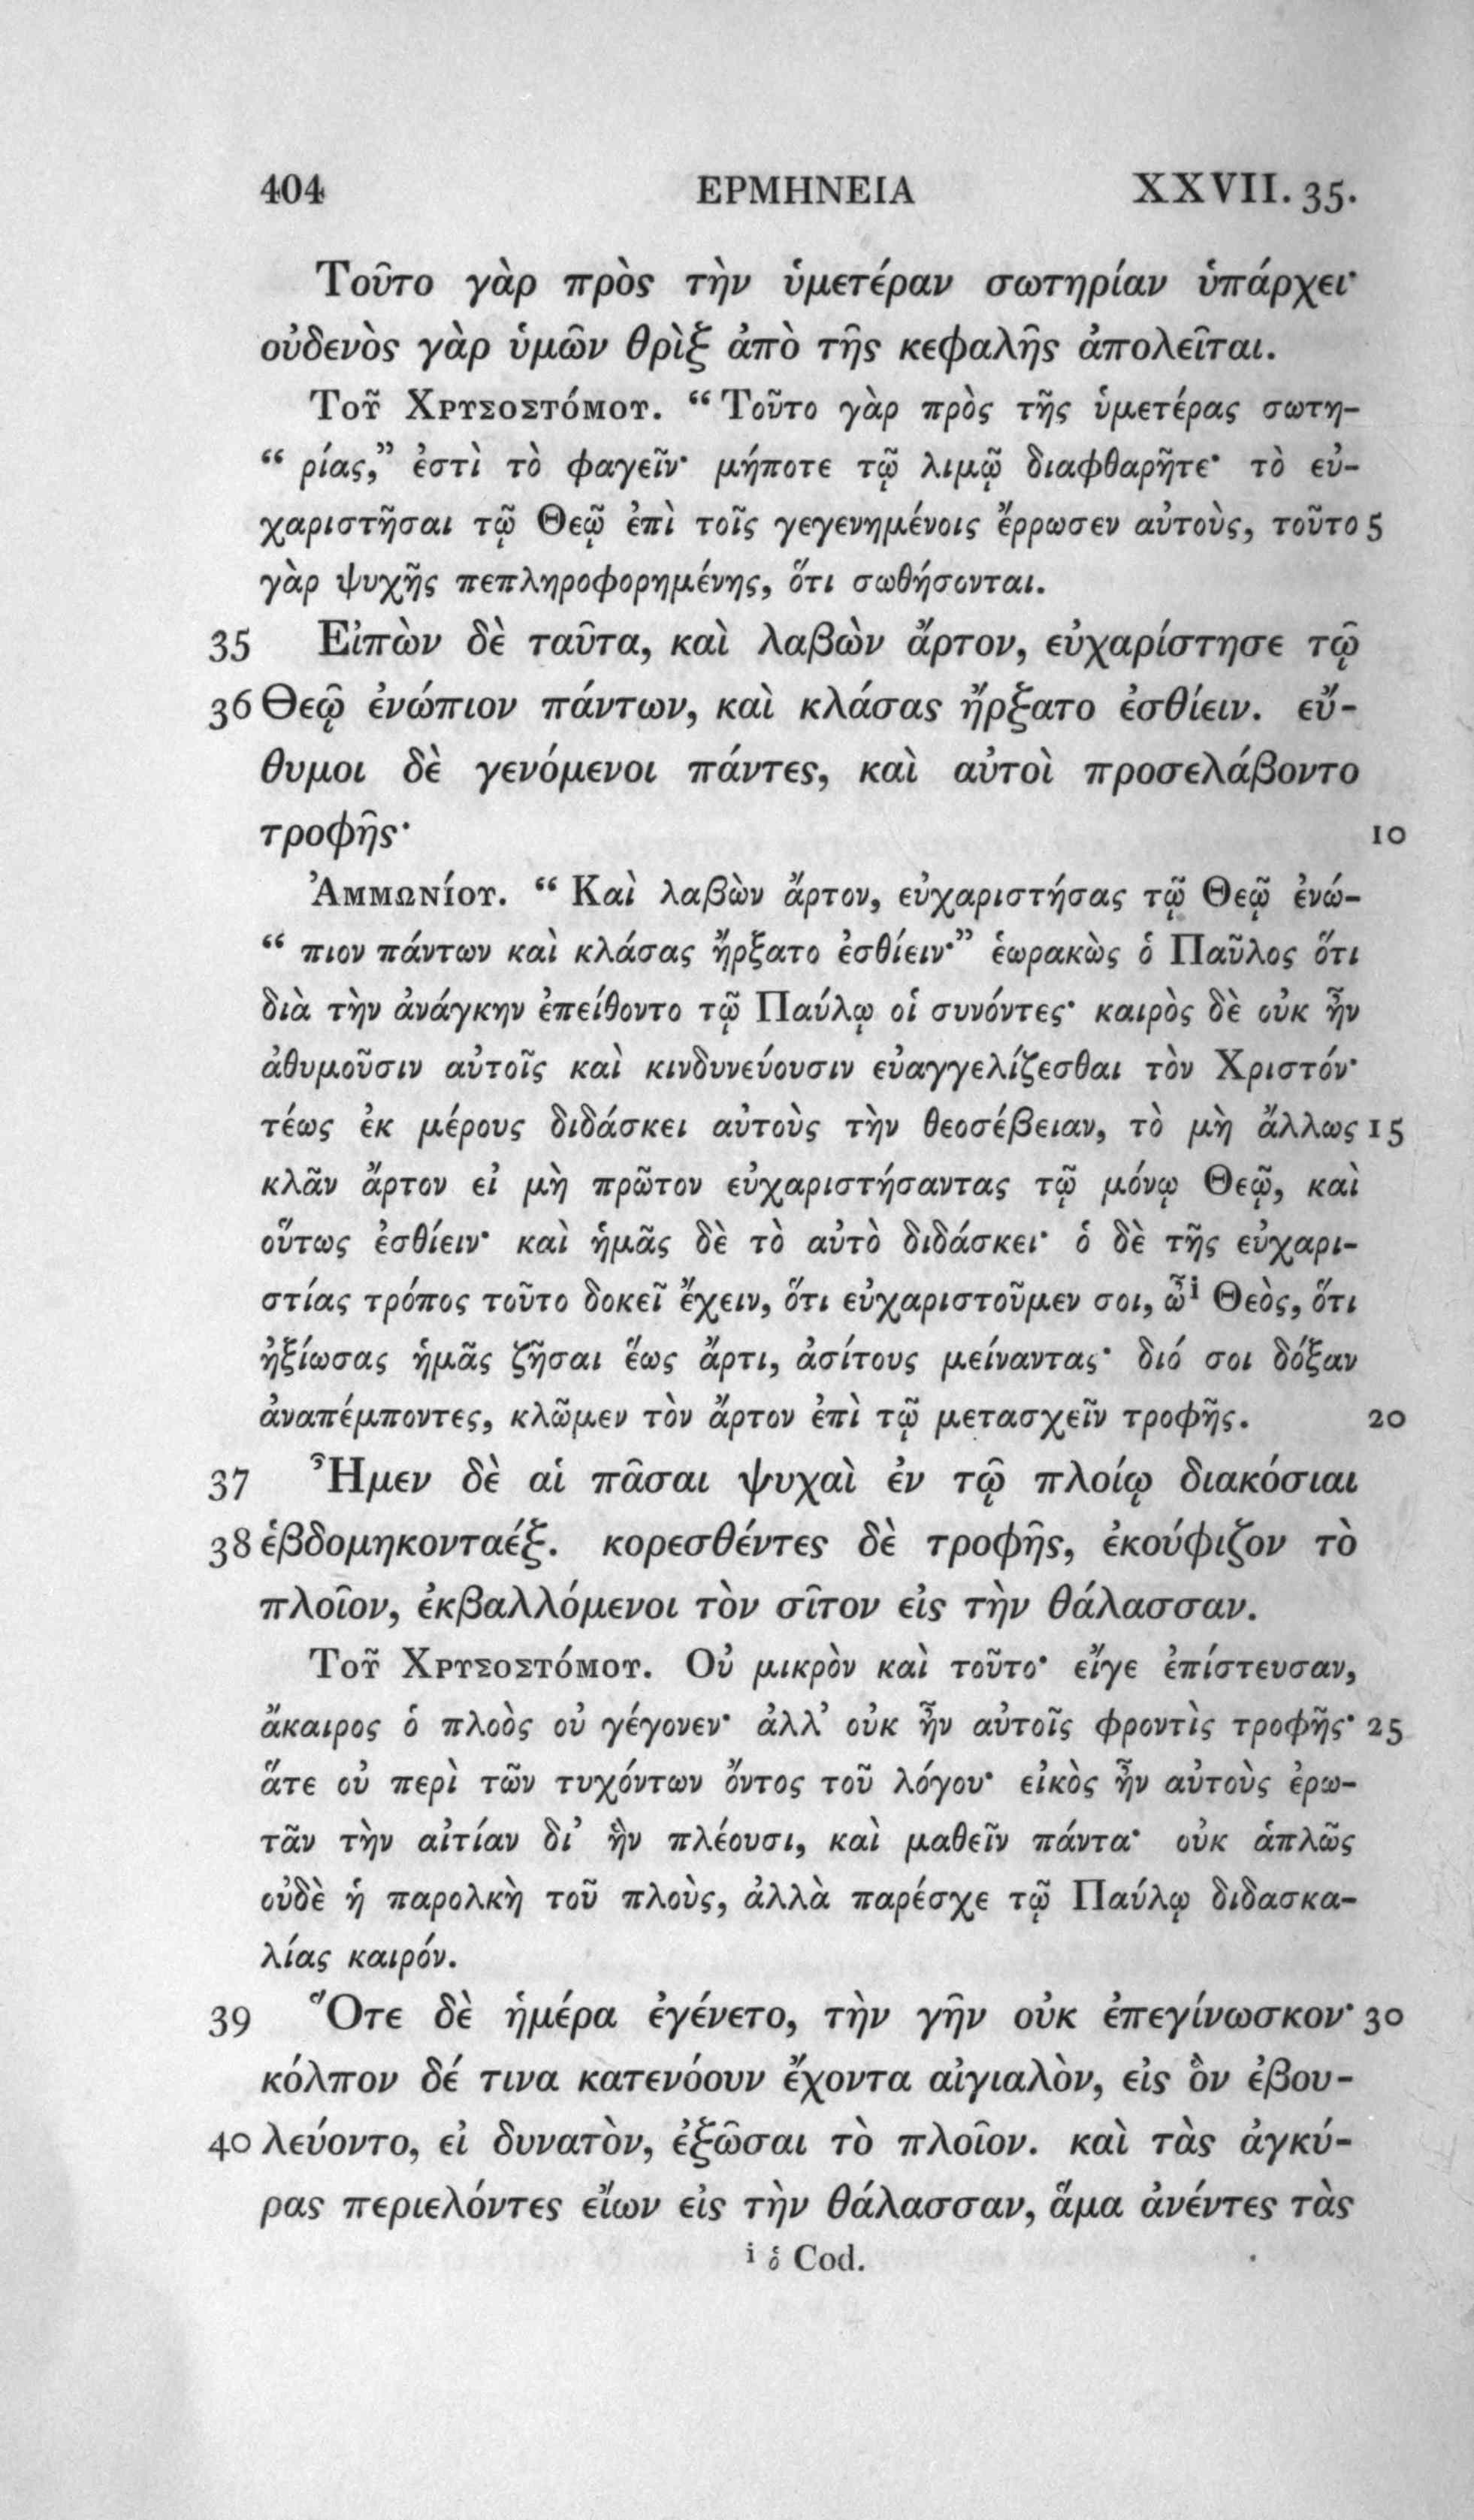 404 ΕΡΜΗΝΕΙΑ XXVII. 35.
Τοῦτο γὰρ πρὸς τὴν ὑμετέραν σωτηρίαν ὑπάρχει·
οὐδενὸς γὰρ ὑμῶν θρὶξ ἀπὸ τῆς κεφαλῆς ἀπολεῖται.
Τοῦ Χρυσοστόμου. “ Τοῦτο γὰρ πρὸς τῆς ὑμετέρας σωτη-
“ ρίας,” ἐστὶ τὸ φαγεῖν· μήποτε τῷ λιμῷ διαφθαρῆτε· τὸ εὐ-
χαριστῆσαι τῷ Θεῷ ἐπὶ τοῖς γεγενημένοις ἔρρωσεν αὐτοὺς, τοῦτο 5
γὰρ ψυχῆς πεπληροφορημένης, ὅτι σωθήσονται.
35 Εἰπὼν δὲ ταῦτα, καὶ λαβὼν ἄρτον, εὐχαρίστησε τῷ
36 Θεῷ ἐνώπιον πάντων, καὶ κλάσας ἤρξατο ἐσθίειν. εὔ-
θυμοι δὲ γενόμενοι πάντες, καὶ αὐτοὶ προσελάβοντο
τροφῆς· 10
Ἀμμωνίου. “ Καὶ λαβὼν ἄρτον, εὐχαριστήσας τῷ Θεῷ ἐνώ-
“ πιον πάντων καὶ κλάσας ἤρξατο ἐσθίειν·” ἑωρακὼς ὁ Παῦλος ὅτι
διὰ τὴν ἀνάγκην ἐπείθοντο τῷ Παύλῳ οἱ συνόντες· καιρὸς δὲ οὐκ ἦν
ἀθυμοῦσιν αὐτοῖς καὶ κινδυνεύουσιν εὐαγγελίζεσθαι τὸν Χριστόν·
τέως ἐκ μέρους διδάσκει αὐτοὺς τὴν θεοσέβειαν, τὸ μὴ ἄλλως 15
κλᾶν ἄρτον εἰ μὴ πρῶτον εὐχαριστήσαντας τῷ μόνῳ Θεῷ, καὶ
οὕτως ἐσθίειν· καὶ ἡμᾶς δὲ τὸ αὐτὸ διδάσκει· ὁ δὲ τῆς εὐχαρι-
στίας τρόπος τοῦτο δοκεῖ ἔχειν, ὅτι εὐχαριστοῦμεν σοι, ὦⁱ Θεὸς, ὅτι
ἠξίωσας ἡμᾶς ζῆσαι ἕως ἄρτι, ἀσίτους μείναντας· διό σοι δόξαν
ἀναπέμποντες, κλῶμεν τὸν ἄρτον ἐπὶ τῷ μετασχεῖν τροφῆς. 20
37 Ἦμεν δὲ αἱ πᾶσαι ψυχαὶ ἐν τῷ πλοίῳ διακόσιαι
38 ἑβδομηκονταέξ. κορεσθέντες δὲ τροφῆς, ἐκούφιζον τὸ
πλοῖον, ἐκβαλλόμενοι τὸν σῖτον εἰς τὴν θάλασσαν.
Τοῦ Χρυσοστόμου. Οὐ μικρὸν καὶ τοῦτο· εἴγε ἐπίστευσαν,
ἄκαιρος ὁ πλοὸς οὐ γέγονεν· ἀλλ’ οὐκ ἦν αὐτοῖς φροντὶς τροφῆς· 25
ἅτε οὐ περὶ τῶν τυχόντων ὄντος τοῦ λόγου· εἰκὸς ἦν αὐτοὺς ἐρω-
τᾶν τὴν αἰτίαν δι’ ἣν πλέουσι, καὶ μαθεῖν πάντα· οὐκ ἁπλῶς
οὐδὲ ἡ παρολκὴ τοῦ πλοὺς, ἀλλὰ παρέσχε τῷ Παύλῳ διδασκα-
λίας καιρόν.
39 Ὅτε δὲ ἡμέρα ἐγένετο, τὴν γῆν οὐκ ἐπεγίνωσκον· 30
κόλπον δέ τινα κατενόουν ἔχοντα αἰγιαλὸν, εἰς ὃν ἐβου-
40 λεύοντο, εἰ δυνατὸν, ἐξῶσαι τὸ πλοῖον. καὶ τὰς ἀγκύ-
ρας περιελόντες εἴων εἰς τὴν θάλασσαν, ἅμα ἀνέντες τὰς
ⁱ ὁ Cod.